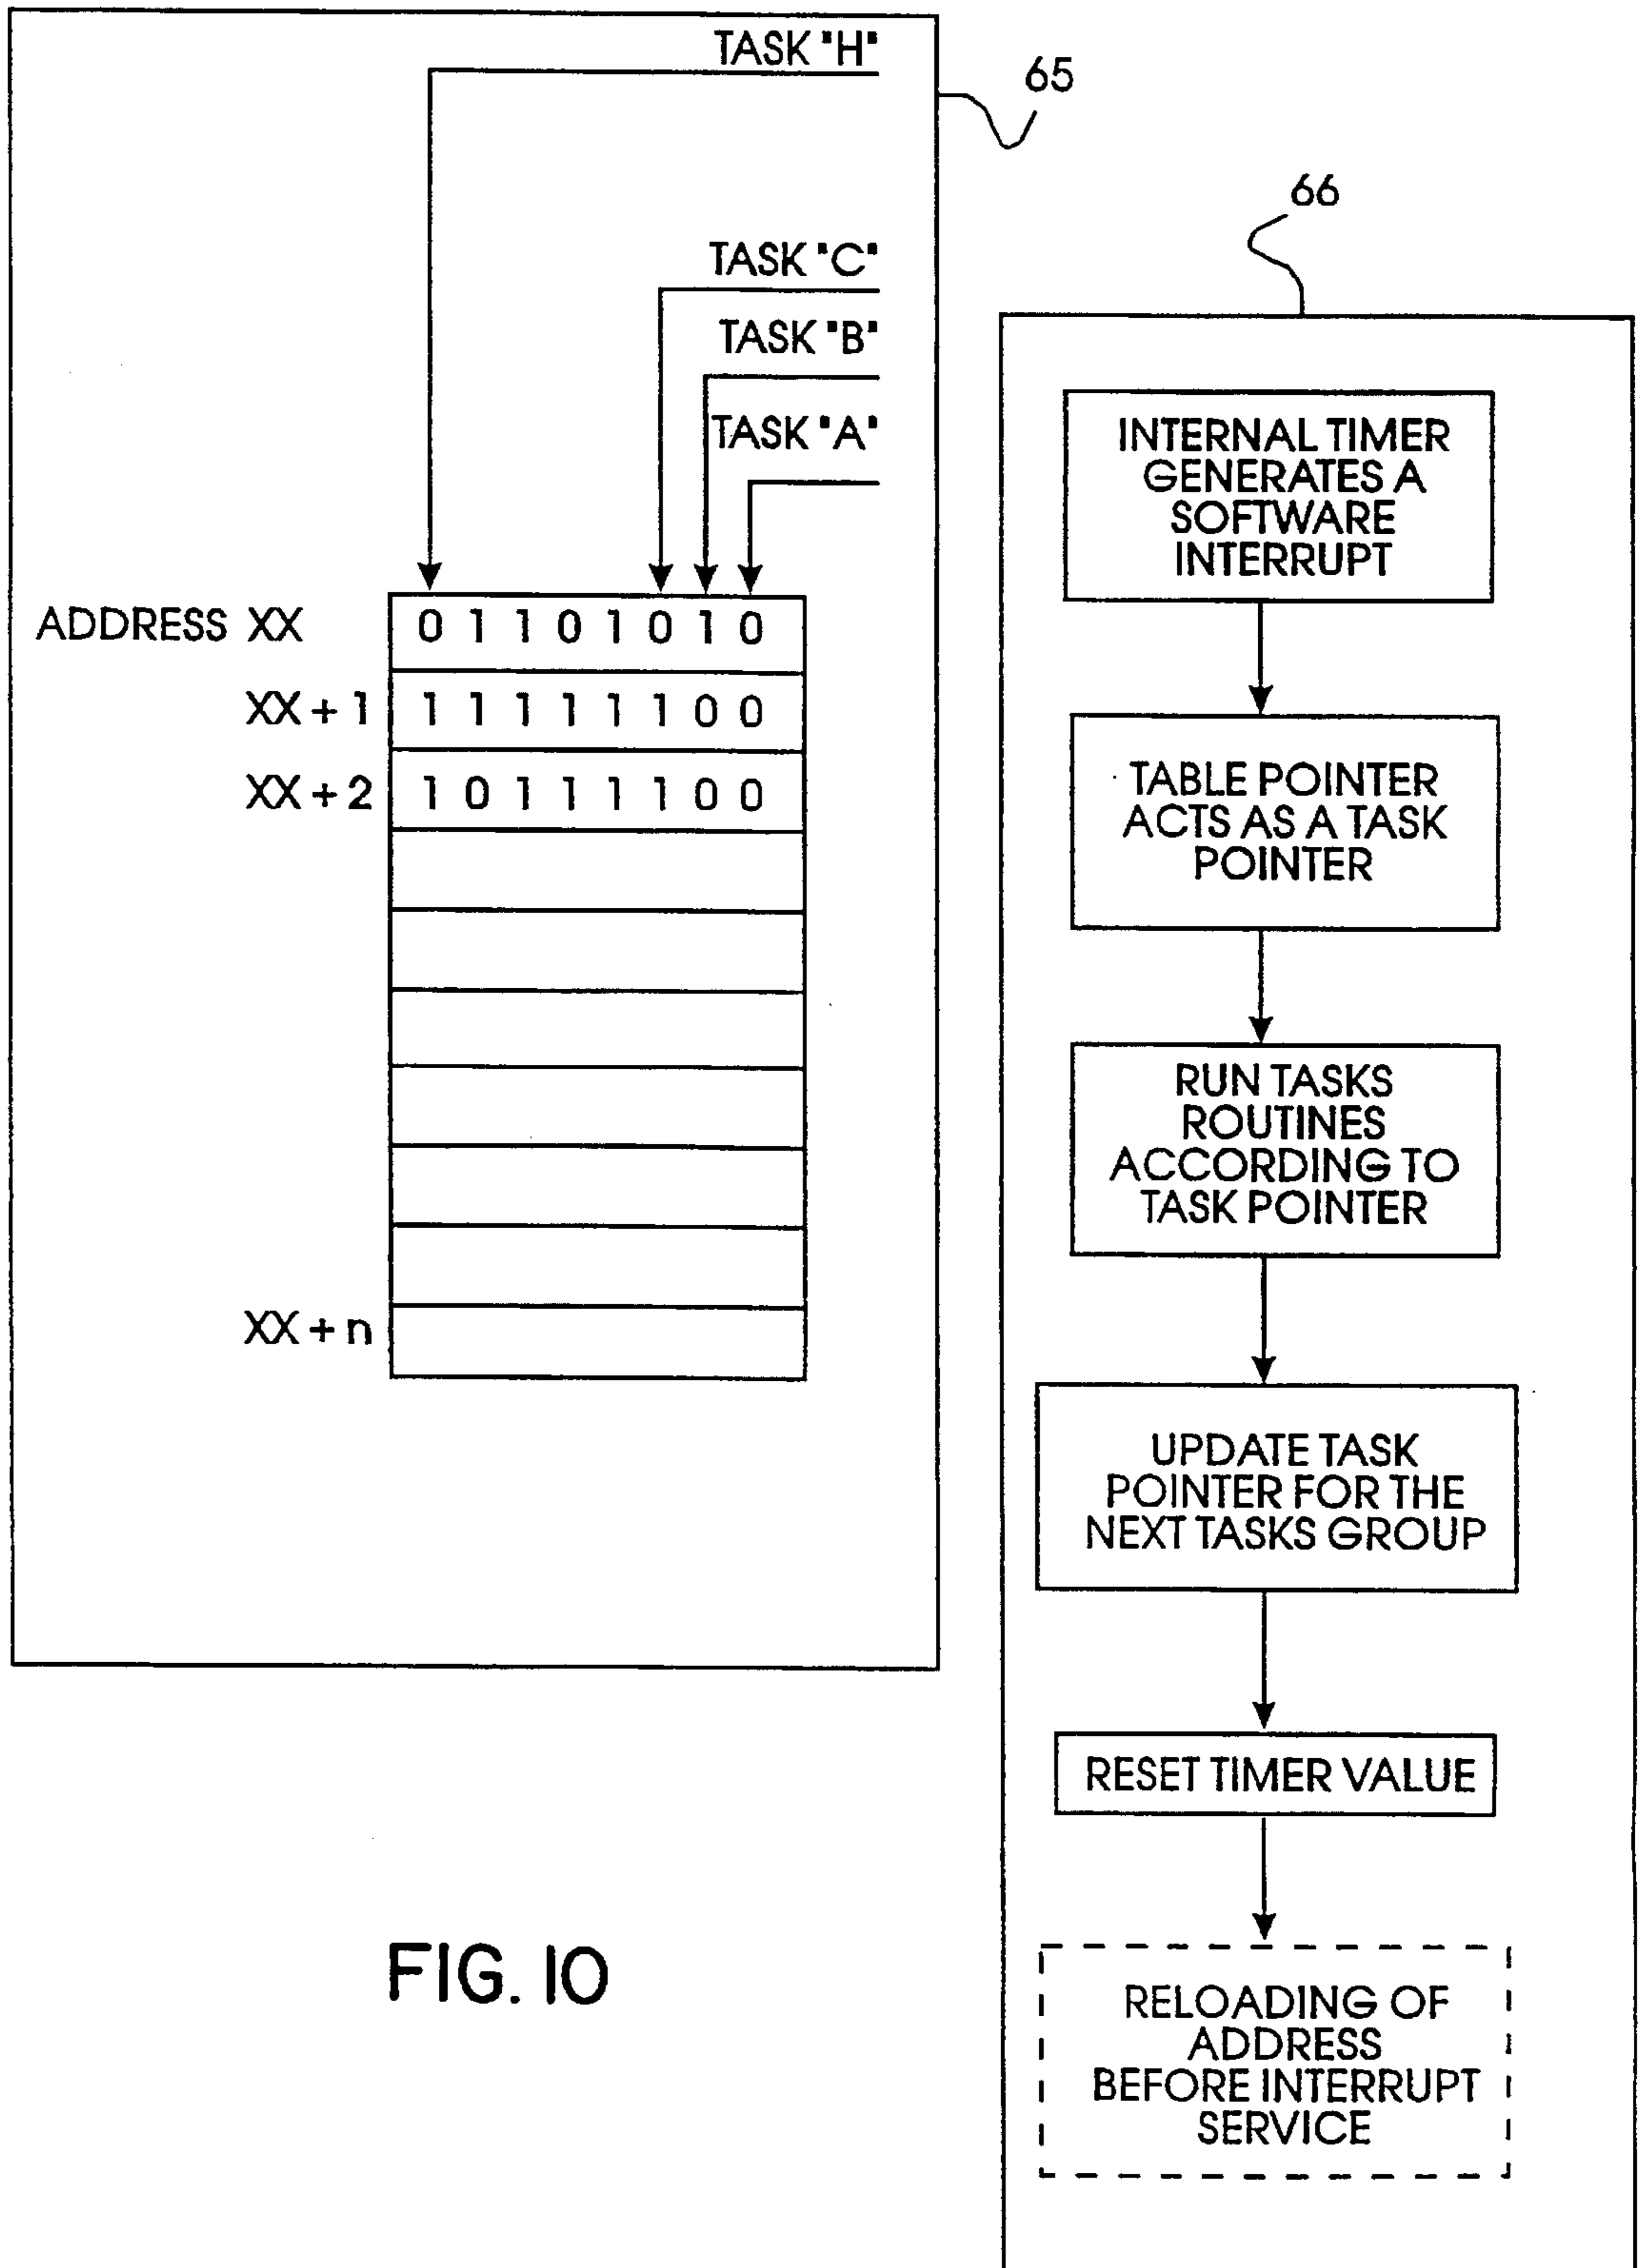 TASK "H"
65
TASK "C"
TASK "B"
TASK "A"
ADDRESS XX 0 1 1 0 1 0 1 0
XX + 1 1 1 1 1 1 1 0 0
XX + 2 1 0 1 1 1 1 0 0
XX + n
66
INTERNAL TIMER
GENERATES A
SOFTWARE
INTERRUPT
TABLE POINTER
ACTS AS A TASK
POINTER
RUN TASKS
ROUTINES
ACCORDING TO
TASK POINTER
UPDATE TASK
POINTER FOR THE
NEXT TASKS GROUP
RESET TIMER VALUE
RELOADING OF
ADDRESS
BEFORE INTERRUPT
SERVICE
FIG. 10